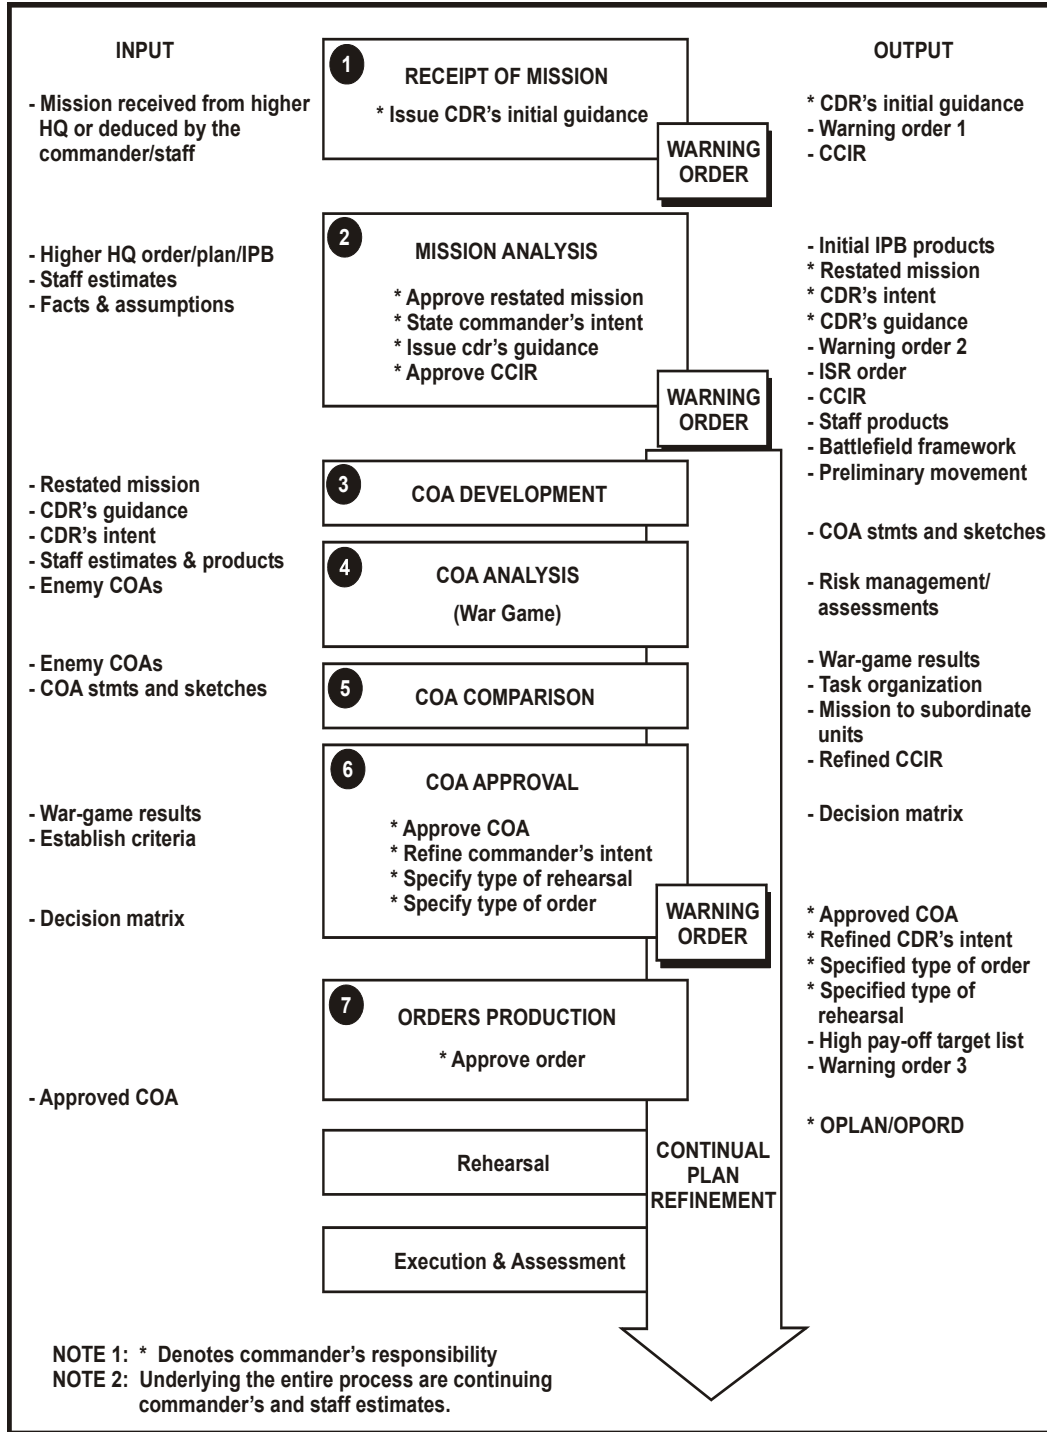 INPUT
- Mission received from higher
HQ or deduced by the
commander/staff
- Higher HQ order/plan/IPB
- Staff estimates
- Facts & assumptions
- Restated mission
- CDR's guidance
- CDR's intent
- Staff estimates & products
- Enemy COAs
- Enemy COAs
- COA stmts and sketches
- War-game results
- Establish criteria
- Decision matrix
- Approved COA
1
RECEIPT OF MISSION
* Issue CDR's initial guidance
WARNING
ORDER
2
MISSION ANALYSIS
* Approve restated mission
* State commander's intent
* Issue cdr's guidance
* Approve CCIR
WARNING
ORDER
3
COA DEVELOPMENT
4
COA ANALYSIS
(War Game)
5
COA COMPARISON
6
COA APPROVAL
* Approve COA
* Refine commander's intent
* Specify type of rehearsal
* Specify type of order
WARNING
ORDER
7
ORDERS PRODUCTION
* Approve order
Rehearsal
Execution & Assessment
CONTINUAL
PLAN
REFINEMENT
OUTPUT
* CDR's initial guidance
- Warning order 1
- CCIR
- Initial IPB products
* Restated mission
* CDR's intent
* CDR's guidance
- Warning order 2
- ISR order
- CCIR
- Staff products
- Battlefield framework
- Preliminary movement
- COA stmts and sketches
- Risk management/
assessments
- War-game results
- Task organization
- Mission to subordinate
units
- Refined CCIR
- Decision matrix
* Approved COA
* Refined CDR's intent
* Specified type of order
* Specified type of
rehearsal
- High pay-off target list
- Warning order 3
* OPLAN/OPORD
NOTE 1: * Denotes commander's responsibility
NOTE 2: Underlying the entire process are continuing
commander's and staff estimates.